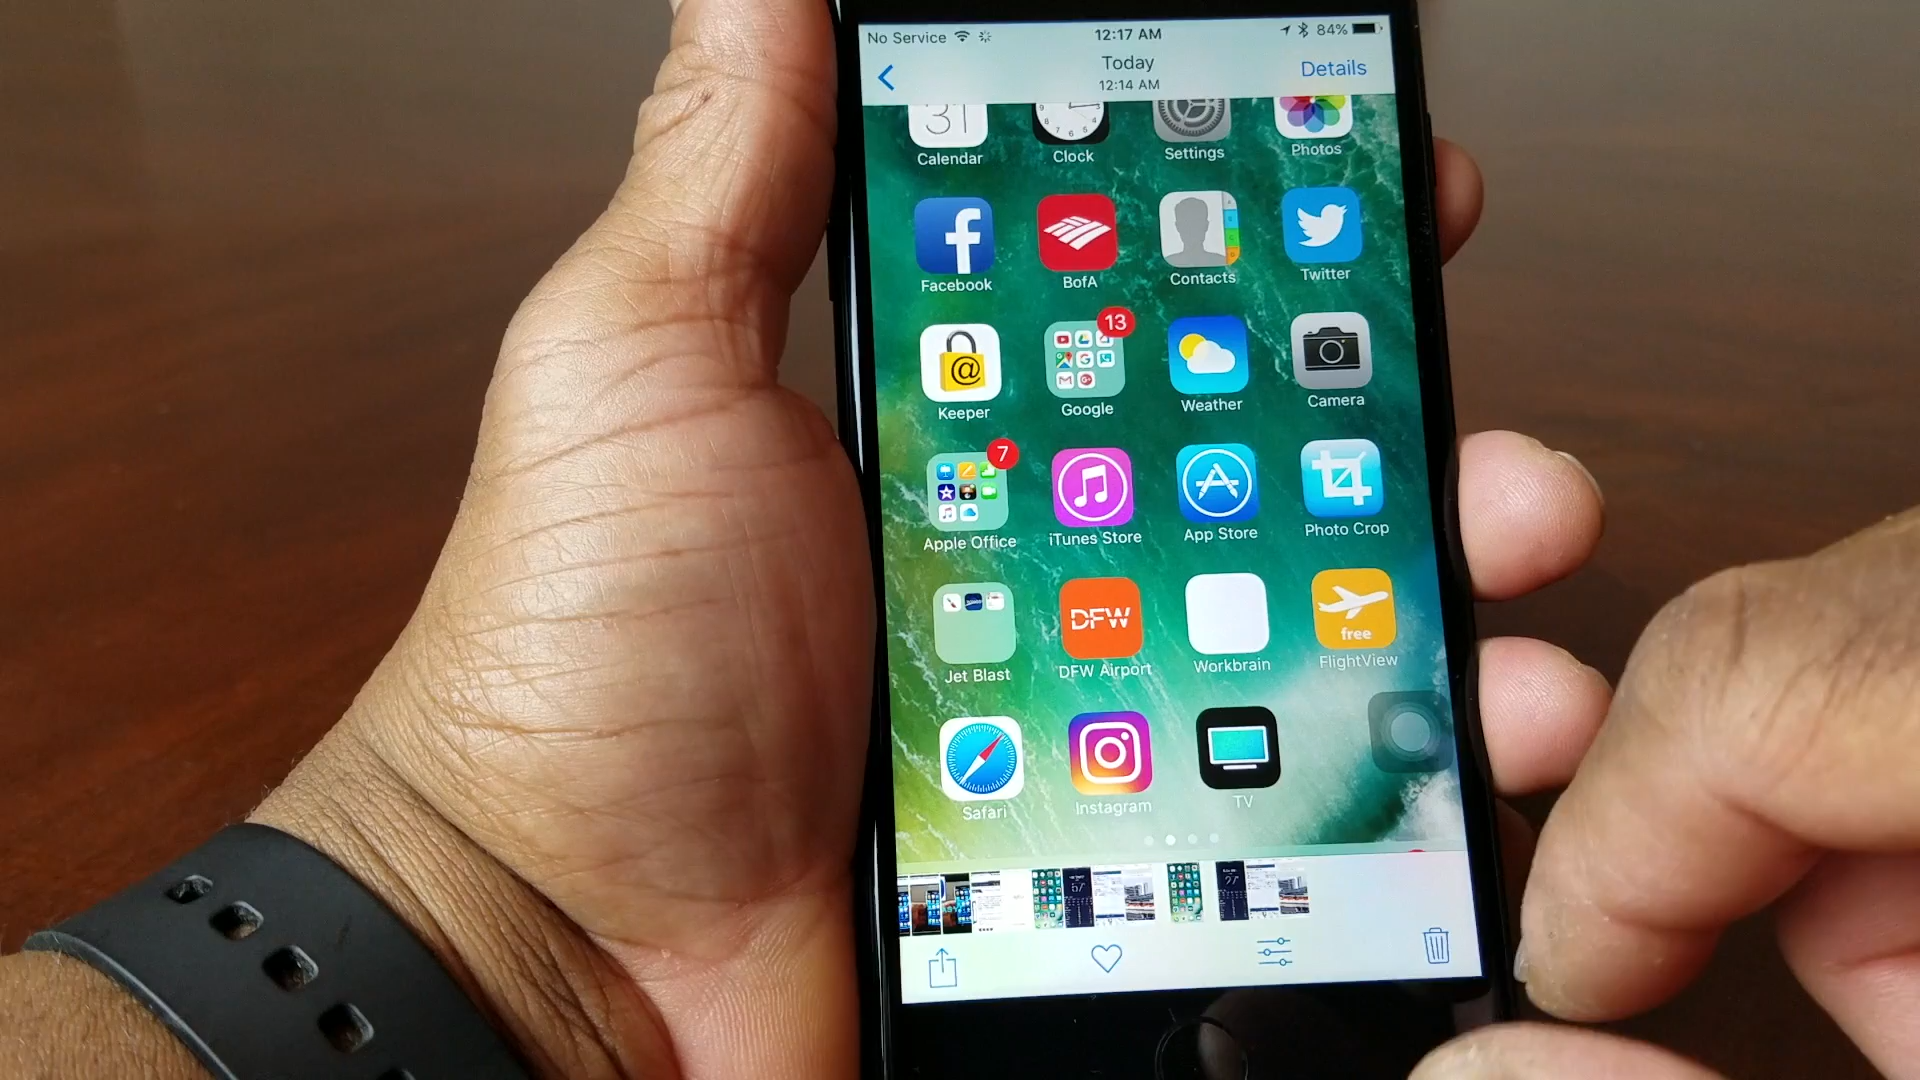 No Service 12:17 AM 84%
Today
Details
12:14 AM
31
Calendar Clock Settings Photos
Facebook BofA Contacts Twitter
13
Keeper Google Weather Camera
7
Apple Office iTunes Store App Store Photo Crop
DFW
free
Jet Blast DFW Airport Workbrain FlightView
Safari Instagram TV